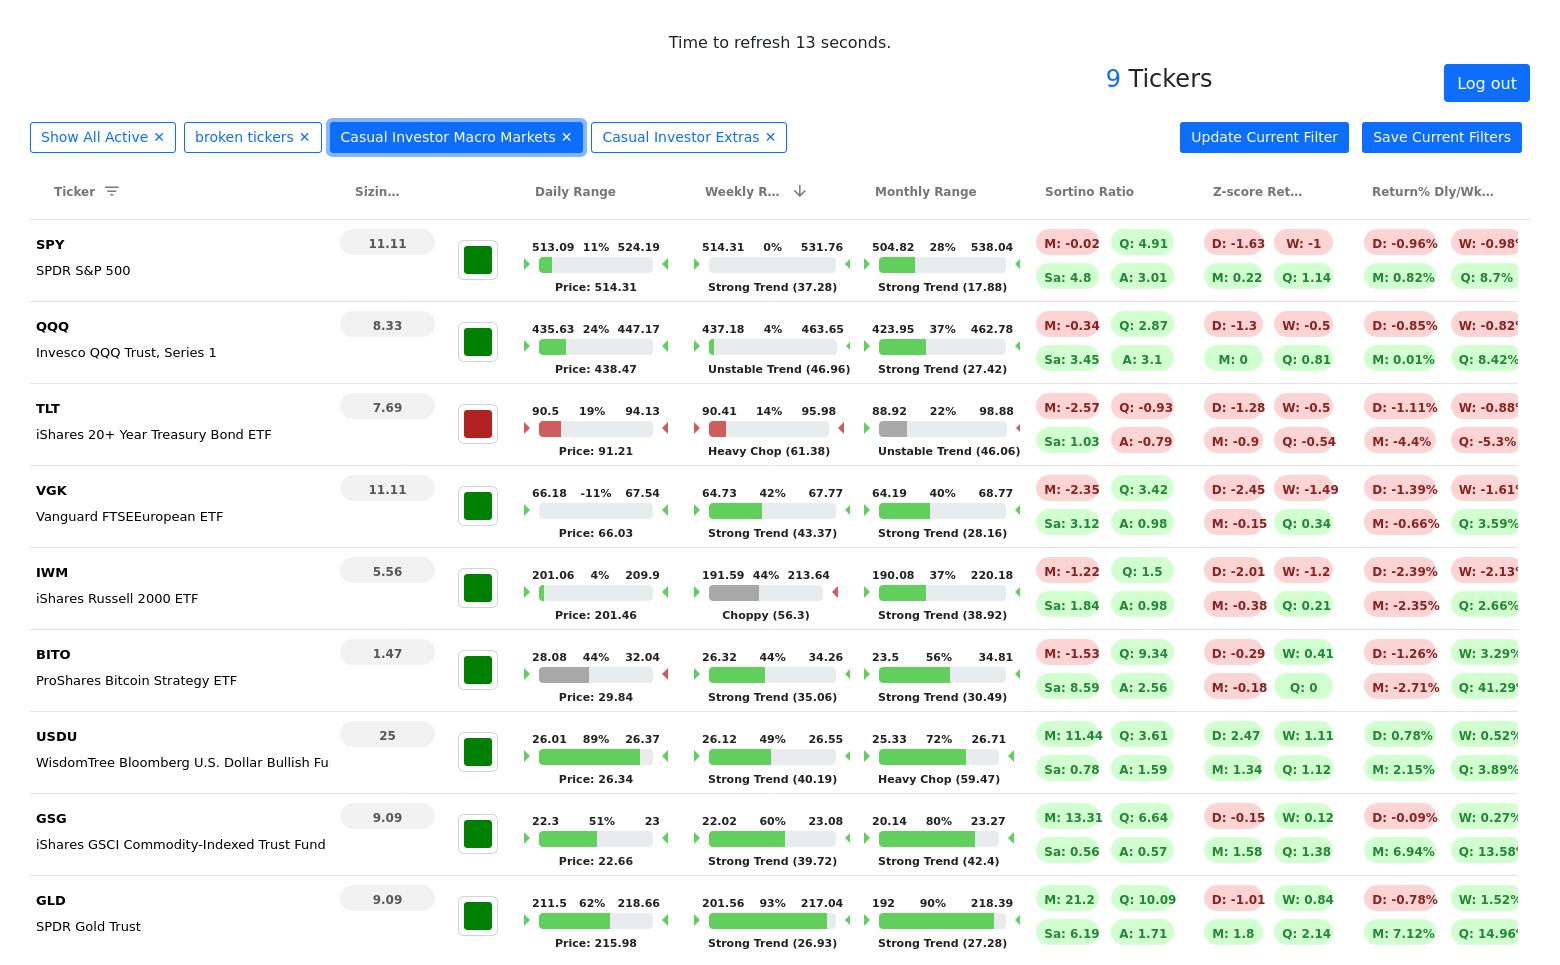 Time to refresh 13 seconds.
9 Tickers
Log out
Show All Active ✕ broken tickers ✕ Casual Investor Macro Markets ✕ Casual Investor Extras ✕ Update Current Filter Save Current Filters
Ticker Sizin... Daily Range Weekly R... Monthly Range Sortino Ratio Z-score Ret... Return% Dly/Wk...
SPY 11.11 513.09 11% 524.19 514.31 0% 531.76 504.82 28% 538.04 M: -0.02 Q: 4.91 D: -1.63 W: -1 D: -0.96% W: -0.98%
SPDR S&P 500 Sa: 4.8 A: 3.01 M: 0.22 Q: 1.14 M: 0.82% Q: 8.7%
Price: 514.31 Strong Trend (37.28) Strong Trend (17.88)
QQQ 8.33 435.63 24% 447.17 437.18 4% 463.65 423.95 37% 462.78 M: -0.34 Q: 2.87 D: -1.3 W: -0.5 D: -0.85% W: -0.82%
Invesco QQQ Trust, Series 1 Sa: 3.45 A: 3.1 M: 0 Q: 0.81 M: 0.01% Q: 8.42%
Price: 438.47 Unstable Trend (46.96) Strong Trend (27.42)
TLT 7.69 90.5 19% 94.13 90.41 14% 95.98 88.92 22% 98.88 M: -2.57 Q: -0.93 D: -1.28 W: -0.5 D: -1.11% W: -0.88%
iShares 20+ Year Treasury Bond ETF Sa: 1.03 A: -0.79 M: -0.9 Q: -0.54 M: -4.4% Q: -5.3%
Price: 91.21 Heavy Chop (61.38) Unstable Trend (46.06)
VGK 11.11 66.18 -11% 67.54 64.73 42% 67.77 64.19 40% 68.77 M: -2.35 Q: 3.42 D: -2.45 W: -1.49 D: -1.39% W: -1.61%
Vanguard FTSEEuropean ETF Sa: 3.12 A: 0.98 M: -0.15 Q: 0.34 M: -0.66% Q: 3.59%
Price: 66.03 Strong Trend (43.37) Strong Trend (28.16)
IWM 5.56 201.06 4% 209.9 191.59 44% 213.64 190.08 37% 220.18 M: -1.22 Q: 1.5 D: -2.01 W: -1.2 D: -2.39% W: -2.13%
iShares Russell 2000 ETF Sa: 1.84 A: 0.98 M: -0.38 Q: 0.21 M: -2.35% Q: 2.66%
Price: 201.46 Choppy (56.3) Strong Trend (38.92)
BITO 1.47 28.08 44% 32.04 26.32 44% 34.26 23.5 56% 34.81 M: -1.53 Q: 9.34 D: -0.29 W: 0.41 D: -1.26% W: 3.29%
ProShares Bitcoin Strategy ETF Sa: 8.59 A: 2.56 M: -0.18 Q: 0 M: -2.71% Q: 41.29%
Price: 29.84 Strong Trend (35.06) Strong Trend (30.49)
USDU 25 26.01 89% 26.37 26.12 49% 26.55 25.33 72% 26.71 M: 11.44 Q: 3.61 D: 2.47 W: 1.11 D: 0.78% W: 0.52%
WisdomTree Bloomberg U.S. Dollar Bullish Fu Sa: 0.78 A: 1.59 M: 1.34 Q: 1.12 M: 2.15% Q: 3.89%
Price: 26.34 Strong Trend (40.19) Heavy Chop (59.47)
GSG 9.09 22.3 51% 23 22.02 60% 23.08 20.14 80% 23.27 M: 13.31 Q: 6.64 D: -0.15 W: 0.12 D: -0.09% W: 0.27%
iShares GSCI Commodity-Indexed Trust Fund Sa: 0.56 A: 0.57 M: 1.58 Q: 1.38 M: 6.94% Q: 13.58%
Price: 22.66 Strong Trend (39.72) Strong Trend (42.4)
GLD 9.09 211.5 62% 218.66 201.56 93% 217.04 192 90% 218.39 M: 21.2 Q: 10.09 D: -1.01 W: 0.84 D: -0.78% W: 1.52%
SPDR Gold Trust Sa: 6.19 A: 1.71 M: 1.8 Q: 2.14 M: 7.12% Q: 14.96%
Price: 215.98 Strong Trend (26.93) Strong Trend (27.28)